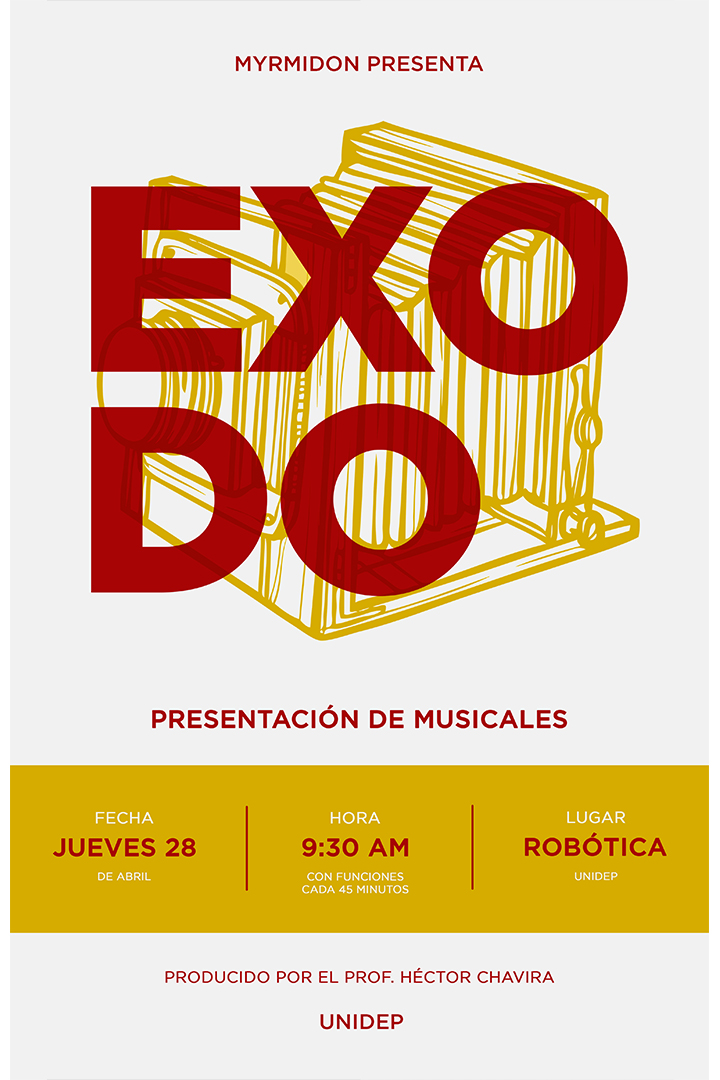 MYRMIDON PRESENTA
EXO
DO
PRESENTACIÓN DE MUSICALES
FECHA
JUEVES 28
DE ABRIL
HORA
9:30 AM
CON FUNCIONES
CADA 45 MINUTOS
LUGAR
ROBÓTICA
UNIDEP
PRODUCIDO POR EL PROF. HÉCTOR CHAVIRA
UNIDEP